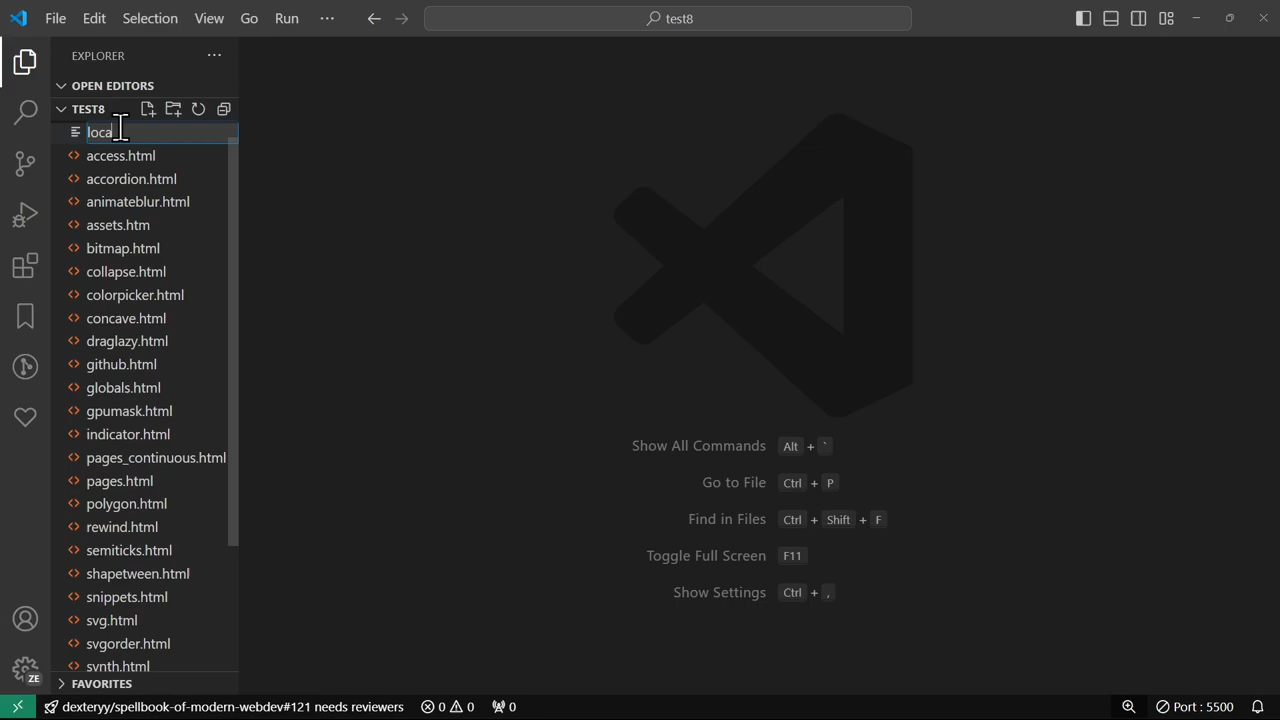 File Edit Selection View Go Run ··· test8
EXPLORER ···
OPEN EDITORS
TEST8
loca
access.html
accordion.html
animateblur.html
assets.htm
bitmap.html
collapse.html
colorpicker.html
concave.html
draglazy.html
github.html
globals.html
gpumask.html
indicator.html
pages_continuous.html
pages.html
polygon.html
rewind.html
semiticks.html
shapetween.html
snippets.html
svg.html
svgorder.html
synth.html
FAVORITES
Show All Commands Alt + `
Go to File Ctrl + P
Find in Files Ctrl + Shift + F
Toggle Full Screen F11
Show Settings Ctrl + ,
ZE
dexteryy/spellbook-of-modern-webdev#121 needs reviewers 0 0 0 Port : 5500